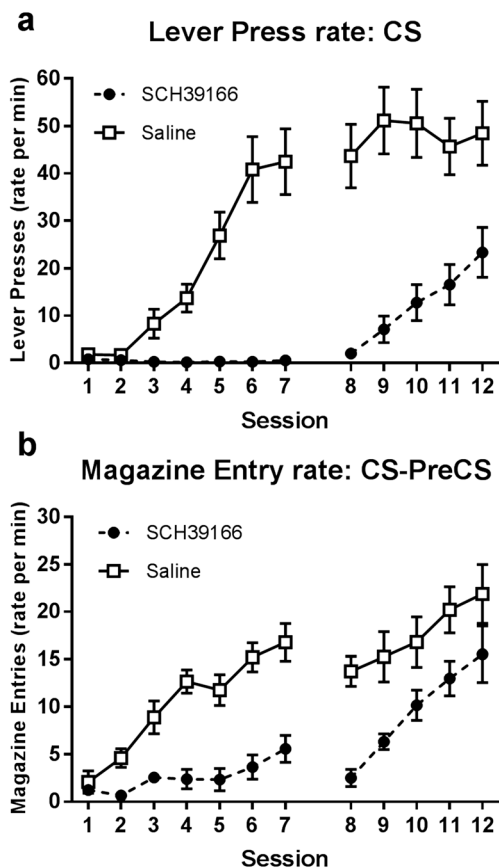 a
Lever Press rate: CS
SCH39166
Saline
Lever Presses (rate per min)
60
50
40
30
20
10
0
1 2 3 4 5 6 7 8 9 10 11 12
Session
b
Magazine Entry rate: CS-PreCS
SCH39166
Saline
Magazine Entries (rate per min)
30
25
20
15
10
5
0
1 2 3 4 5 6 7 8 9 10 11 12
Session